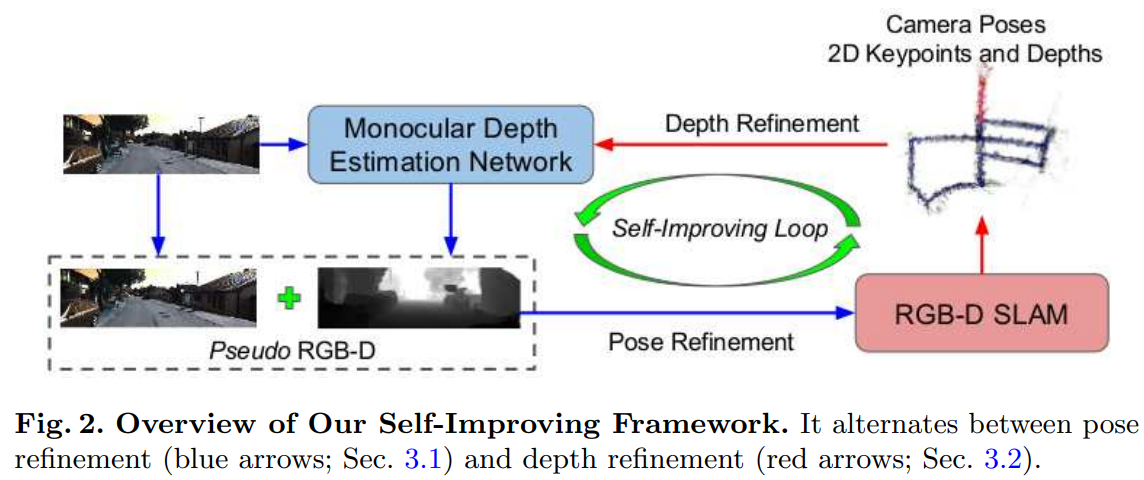 Camera Poses
2D Keypoints and Depths
Monocular Depth
Estimation Network
Depth Refinement
Self-Improving Loop
Pseudo RGB-D
Pose Refinement
RGB-D SLAM
Fig. 2. Overview of Our Self-Improving Framework. It alternates between pose
refinement (blue arrows; Sec. 3.1) and depth refinement (red arrows; Sec. 3.2).